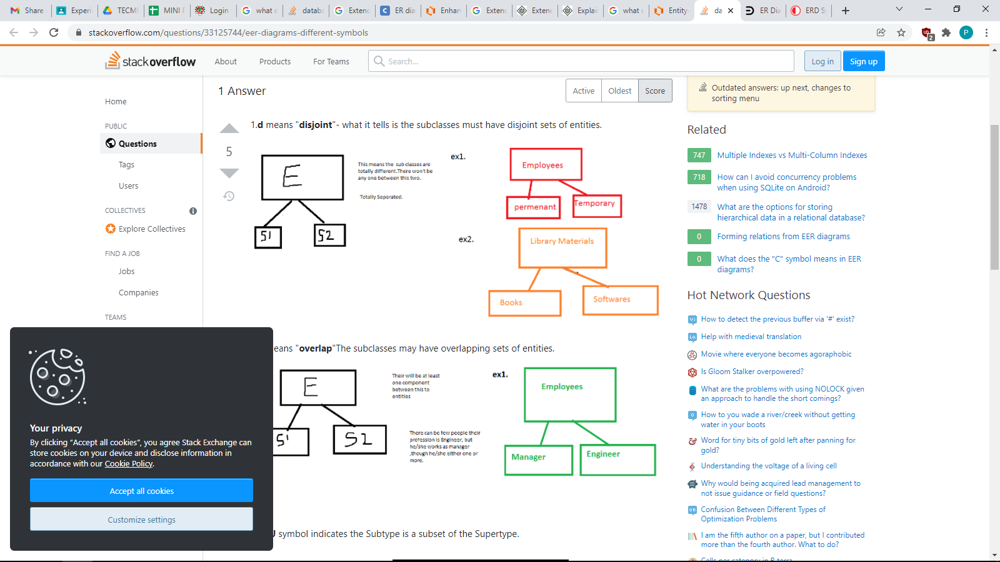 Share
Experi
TECMI
MINI F
Login
what c
datab
Extenc
ER dia
Enhan
Extenc
Extenc
Explai
what u
Entity-
da
ER Dia
ERD S
stackoverflow.com/questions/33125744/eer-diagrams-different-symbols
2
P
stackoverflow
About
Products
For Teams
Search...
Log in
Sign up
Home
PUBLIC
Questions
Tags
Users
COLLECTIVES
Explore Collectives
FIND A JOB
Jobs
Companies
TEAMS
1 Answer
Active
Oldest
Score
5
1.d means "disjoint"- what it tells is the subclasses must have disjoint sets of entities.
E
S1
S2
This means the sub classes are
totally different.There won't be
any one between this two.
Totally Seperated.
ex1.
Employees
permenant
Temporary
ex2.
Library Materials
Books
Softwares
eans "overlap"The subclasses may have overlapping sets of entities.
E
S1
S2
Their will be at least
one component
between this to
entities
There can be few people their
profession is Engineer, but
he/she works as manager
,though he/she either one or
more.
ex1.
Employees
Manager
Engineer
U symbol indicates the Subtype is a subset of the Supertype.
Outdated answers: up next, changes to
sorting menu
Related
747 Multiple Indexes vs Multi-Column Indexes
718 How can I avoid concurrency problems
when using SQLite on Android?
1478 What are the options for storing
hierarchical data in a relational database?
0 Forming relations from EER diagrams
0 What does the "C" symbol means in EER
diagrams?
Hot Network Questions
How to detect the previous buffer via '#' exist?
Help with medieval translation
Movie where everyone becomes agoraphobic
Is Gloom Stalker overpowered?
What are the problems with using NOLOCK given
an approach to handle the short comings?
How to you wade a river/creek without getting
water in your boots
Word for tiny bits of gold left after panning for
gold?
Understanding the voltage of a living cell
Why would being acquired lead management to
not issue guidance or field questions?
Confusion Between Different Types of
Optimization Problems
I am the fifth author on a paper, but I contributed
more than the fourth author. What to do?
Cells per category in R terra
Your privacy
By clicking “Accept all cookies”, you agree Stack Exchange can
store cookies on your device and disclose information in
accordance with our Cookie Policy.
Accept all cookies
Customize settings